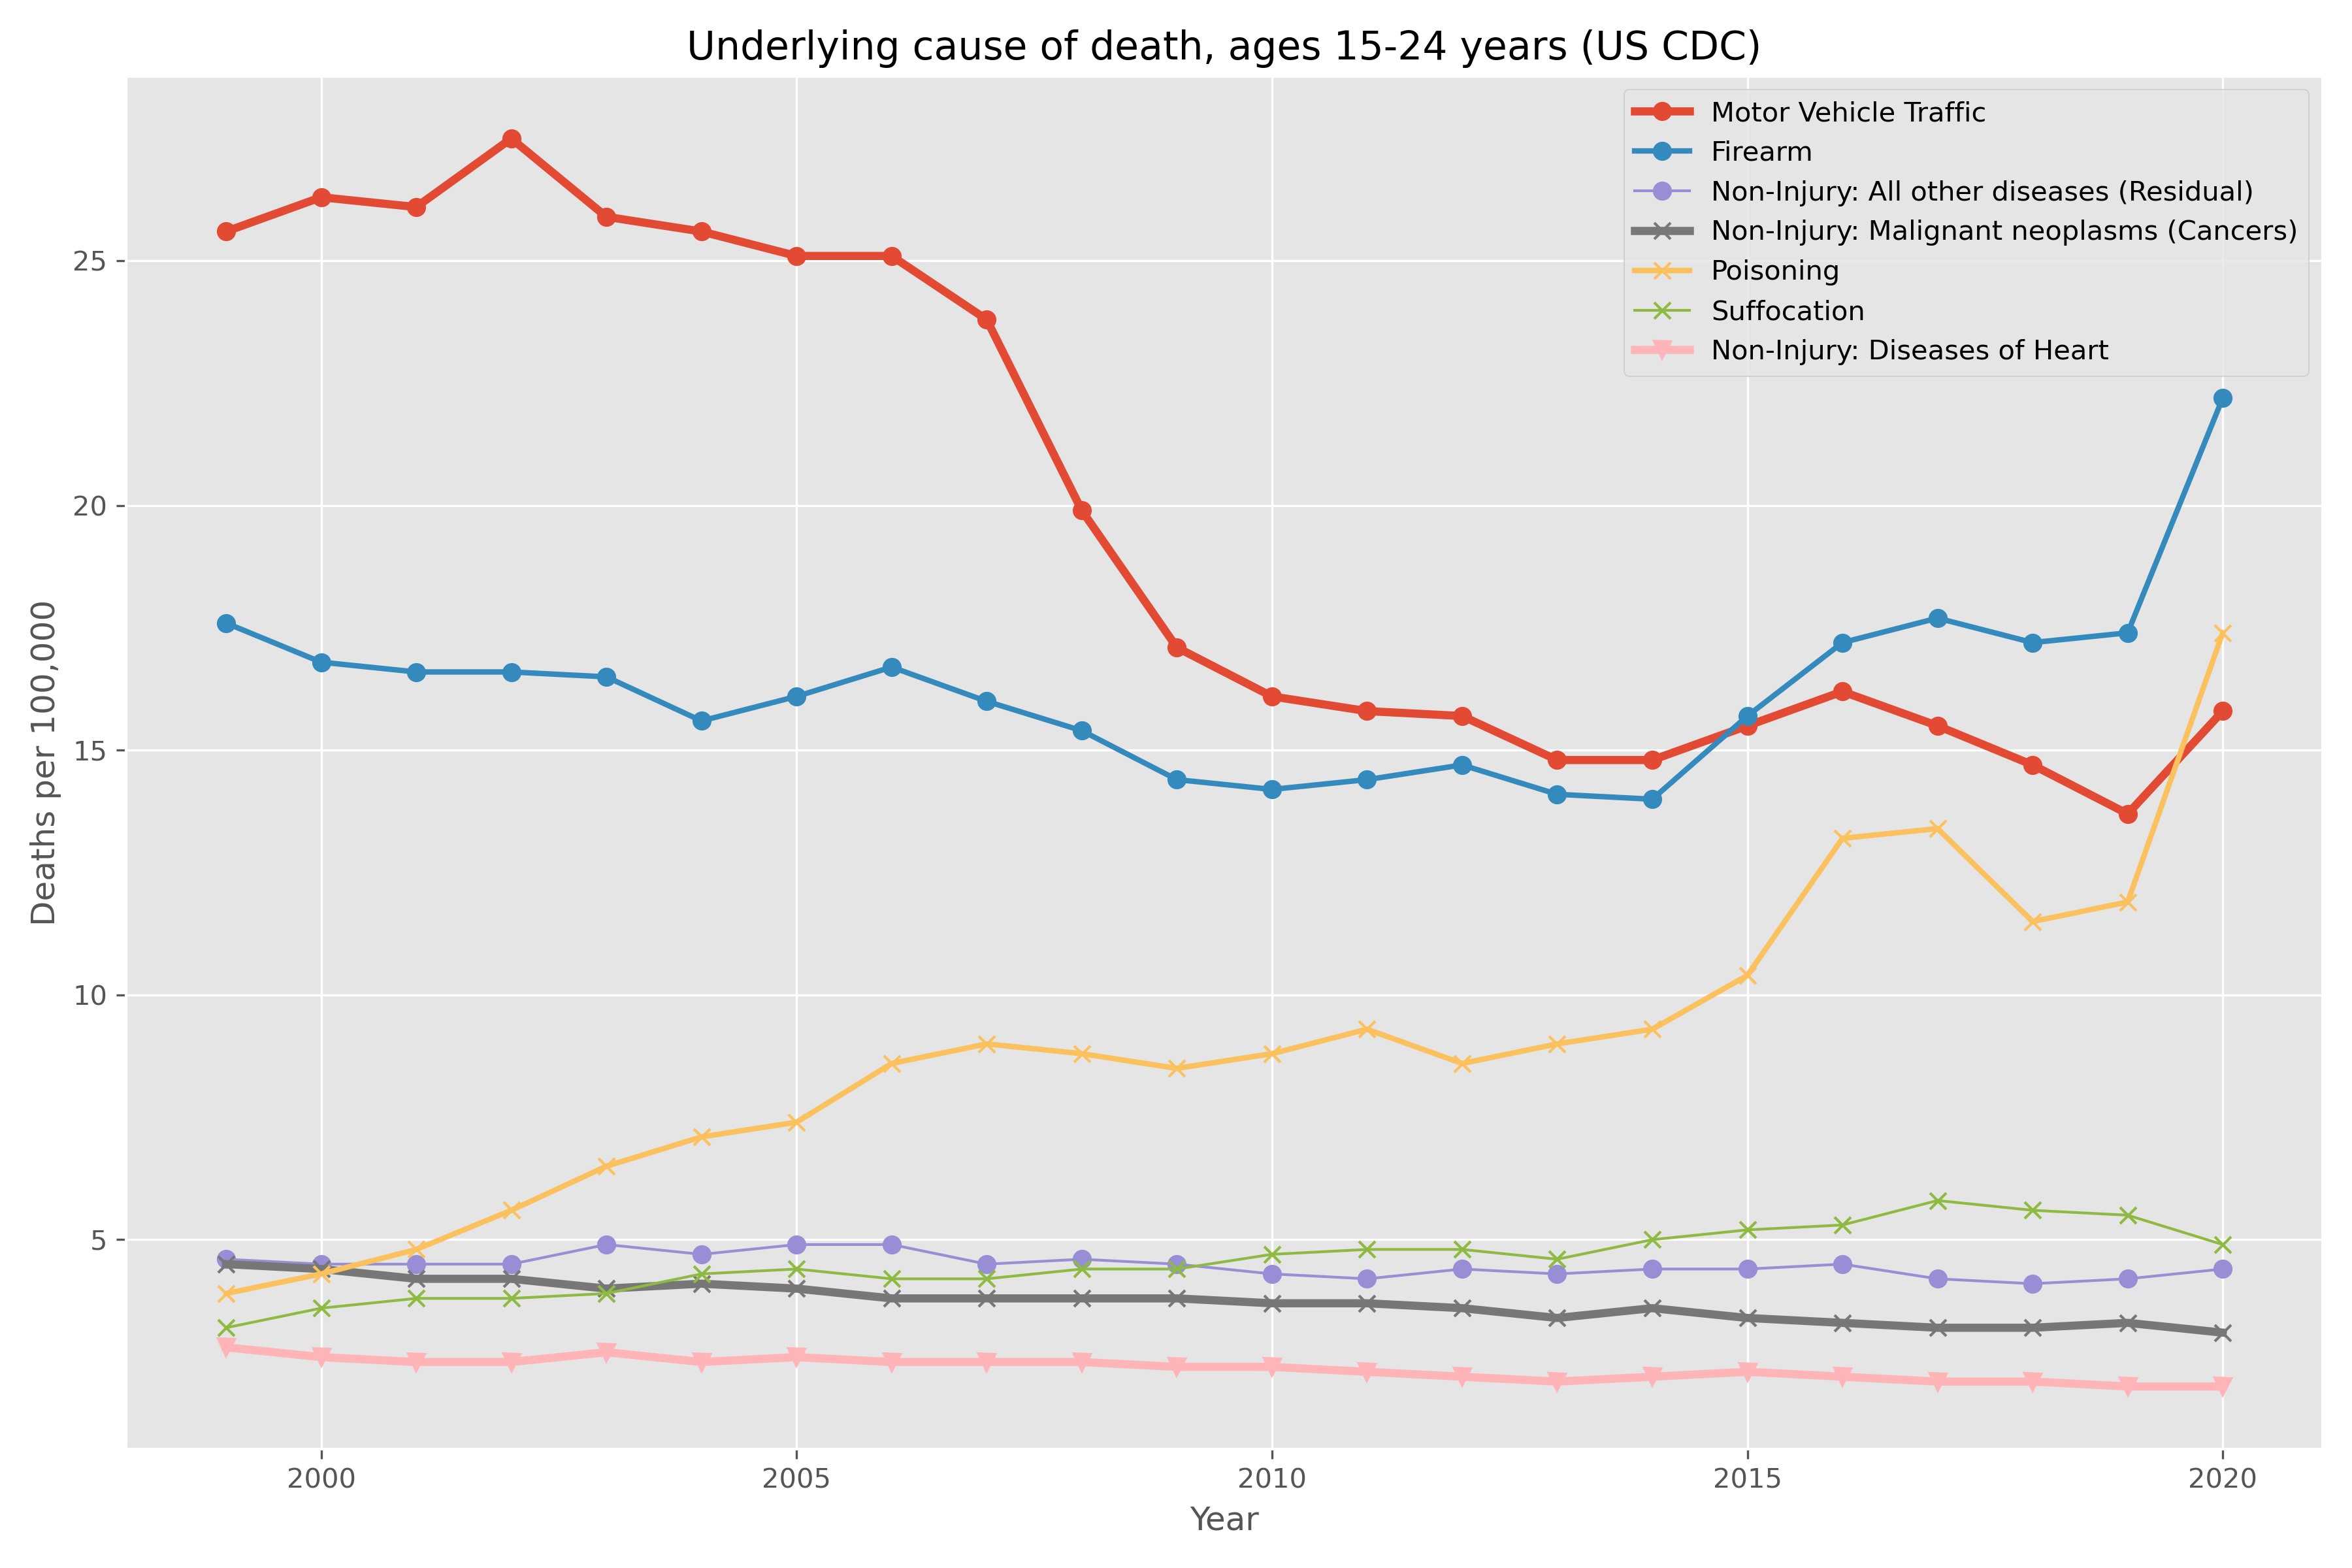 Underlying cause of death, ages 15-24 years (US CDC)
Motor Vehicle Traffic
Firearm
Non-Injury: All other diseases (Residual)
Non-Injury: Malignant neoplasms (Cancers)
Poisoning
Suffocation
Non-Injury: Diseases of Heart
Deaths per 100,000
25
20
15
10
5
2000 2005 2010 2015 2020
Year